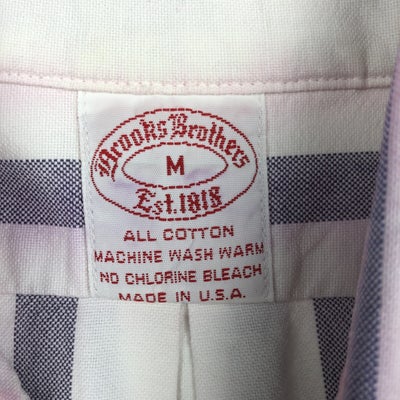 Brooks Brothers
M
Est. 1818
ALL COTTON
MACHINE WASH WARM
NO CHLORINE BLEACH
MADE IN U.S.A.